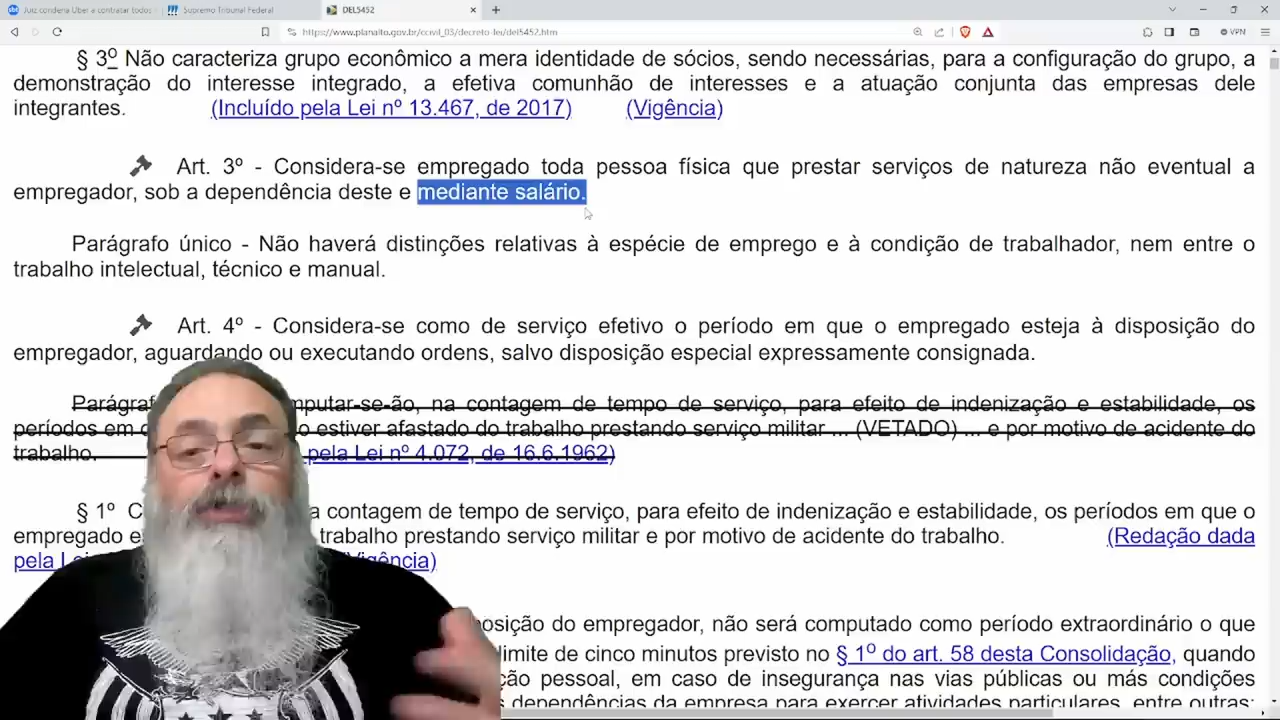 Juiz condena Uber a contratar todos
Supremo Tribunal Federal
DEL5452
https://www.planalto.gov.br/ccivil_03/decreto-lei/del5452.htm
VPN
§ 3º Não caracteriza grupo econômico a mera identidade de sócios, sendo necessárias, para a configuração do grupo, a
demonstração do interesse integrado, a efetiva comunhão de interesses e a atuação conjunta das empresas dele
integrantes. (Incluído pela Lei nº 13.467, de 2017) (Vigência)
Art. 3º - Considera-se empregado toda pessoa física que prestar serviços de natureza não eventual a
empregador, sob a dependência deste e mediante salário.
Parágrafo único - Não haverá distinções relativas à espécie de emprego e à condição de trabalhador, nem entre o
trabalho intelectual, técnico e manual.
Art. 4º - Considera-se como de serviço efetivo o período em que o empregado esteja à disposição do
empregador, aguardando ou executando ordens, salvo disposição especial expressamente consignada.
Parágraf mputar-se-ão, na contagem de tempo de serviço, para efeito de indenização e estabilidade, os
períodos em o estiver afastado do trabalho prestando serviço militar ... (VETADO) ... e por motivo de acidente do
trabalho. pela Lei nº 4.072, de 16.6.1962)
§ 1º C a contagem de tempo de serviço, para efeito de indenização e estabilidade, os períodos em que o
empregado e trabalho prestando serviço militar e por motivo de acidente do trabalho. (Redação dada
pela Vigência)
osição do empregador, não será computado como período extraordinário o que
limite de cinco minutos previsto no § 1º do art. 58 desta Consolidação, quando
ção pessoal, em caso de insegurança nas vias públicas ou más condições
s dependências da empresa para exercer atividades particulares, entre outras: